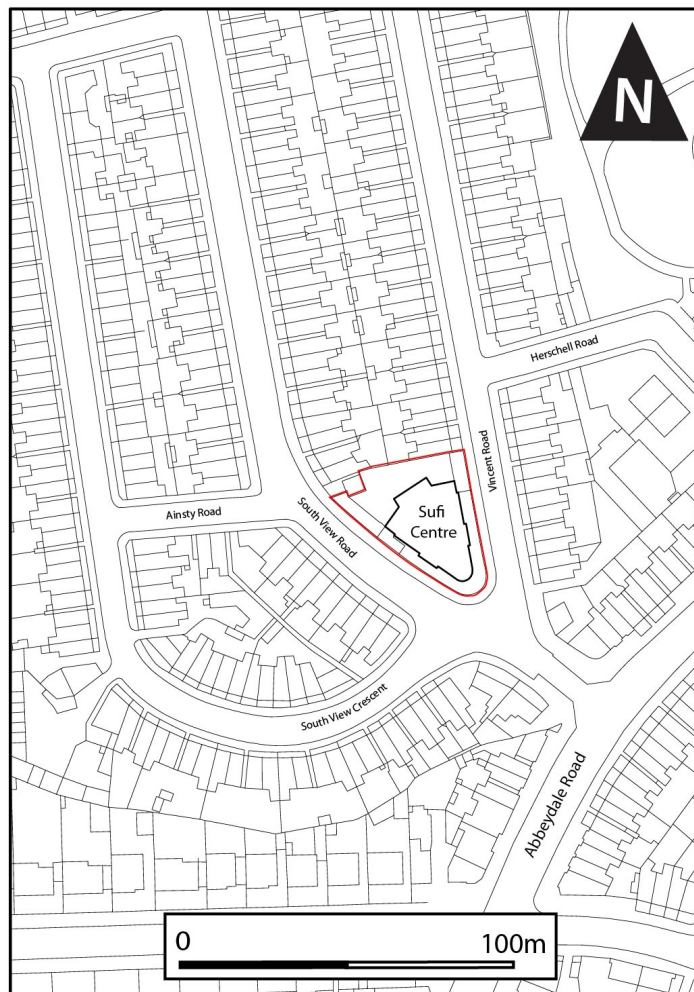 N
Herschell Road
Vincent Road
Ainsty Road
South View Road
Sufi
Centre
South View Crescent
Abbeydale Road
0 100m